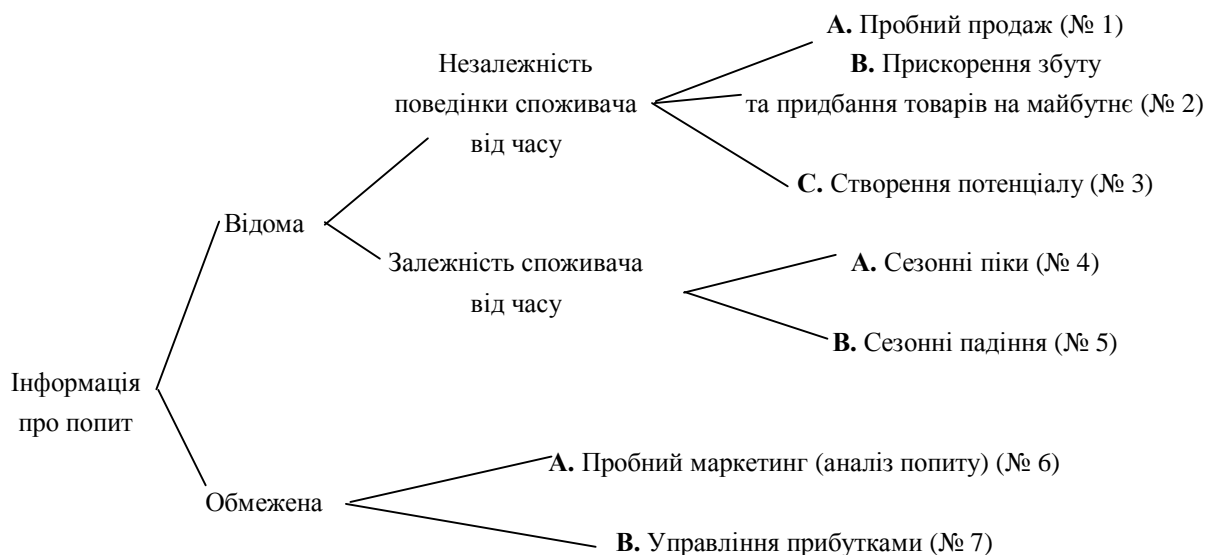 А. Пробний продаж (№ 1)
Незалежність
поведінки споживача
від часу
В. Прискорення збуту
та придбання товарів на майбутнє (№ 2)
С. Створення потенціалу (№ 3)
Відома
Залежність споживача
від часу
А. Сезонні піки (№ 4)
В. Сезонні падіння (№ 5)
Інформація
про попит
А. Пробний маркетинг (аналіз попиту) (№ 6)
Обмежена
В. Управління прибутками (№ 7)